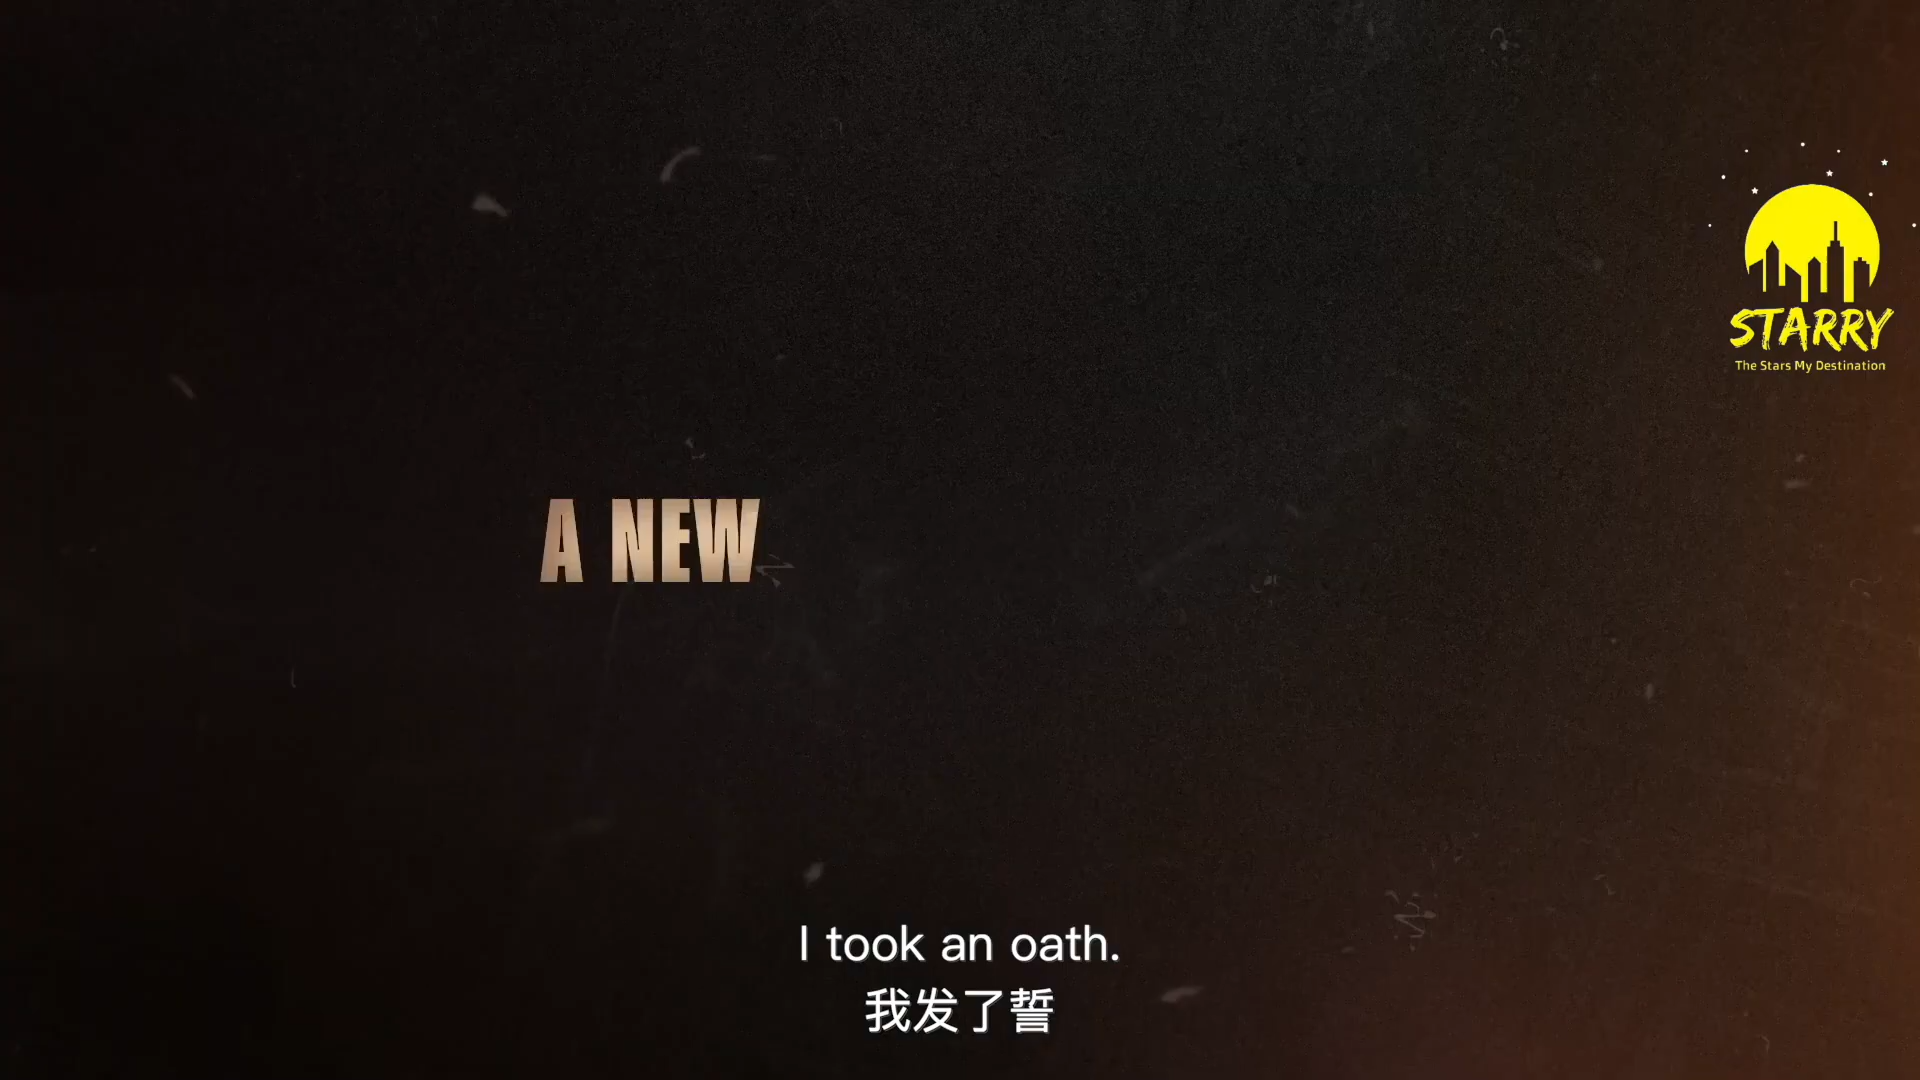 STARRY
The Stars My Destination
A NEW
I took an oath.
我发了誓